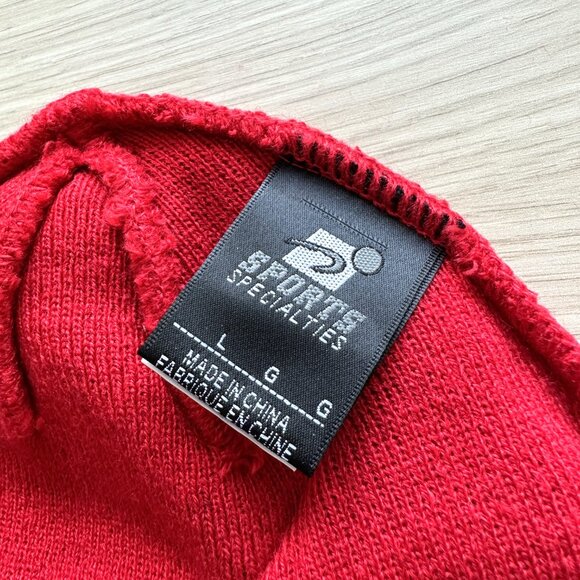 SPORTS
SPECIALTIES
L G G
MADE IN CHINA
FABRIQUE EN CHINE